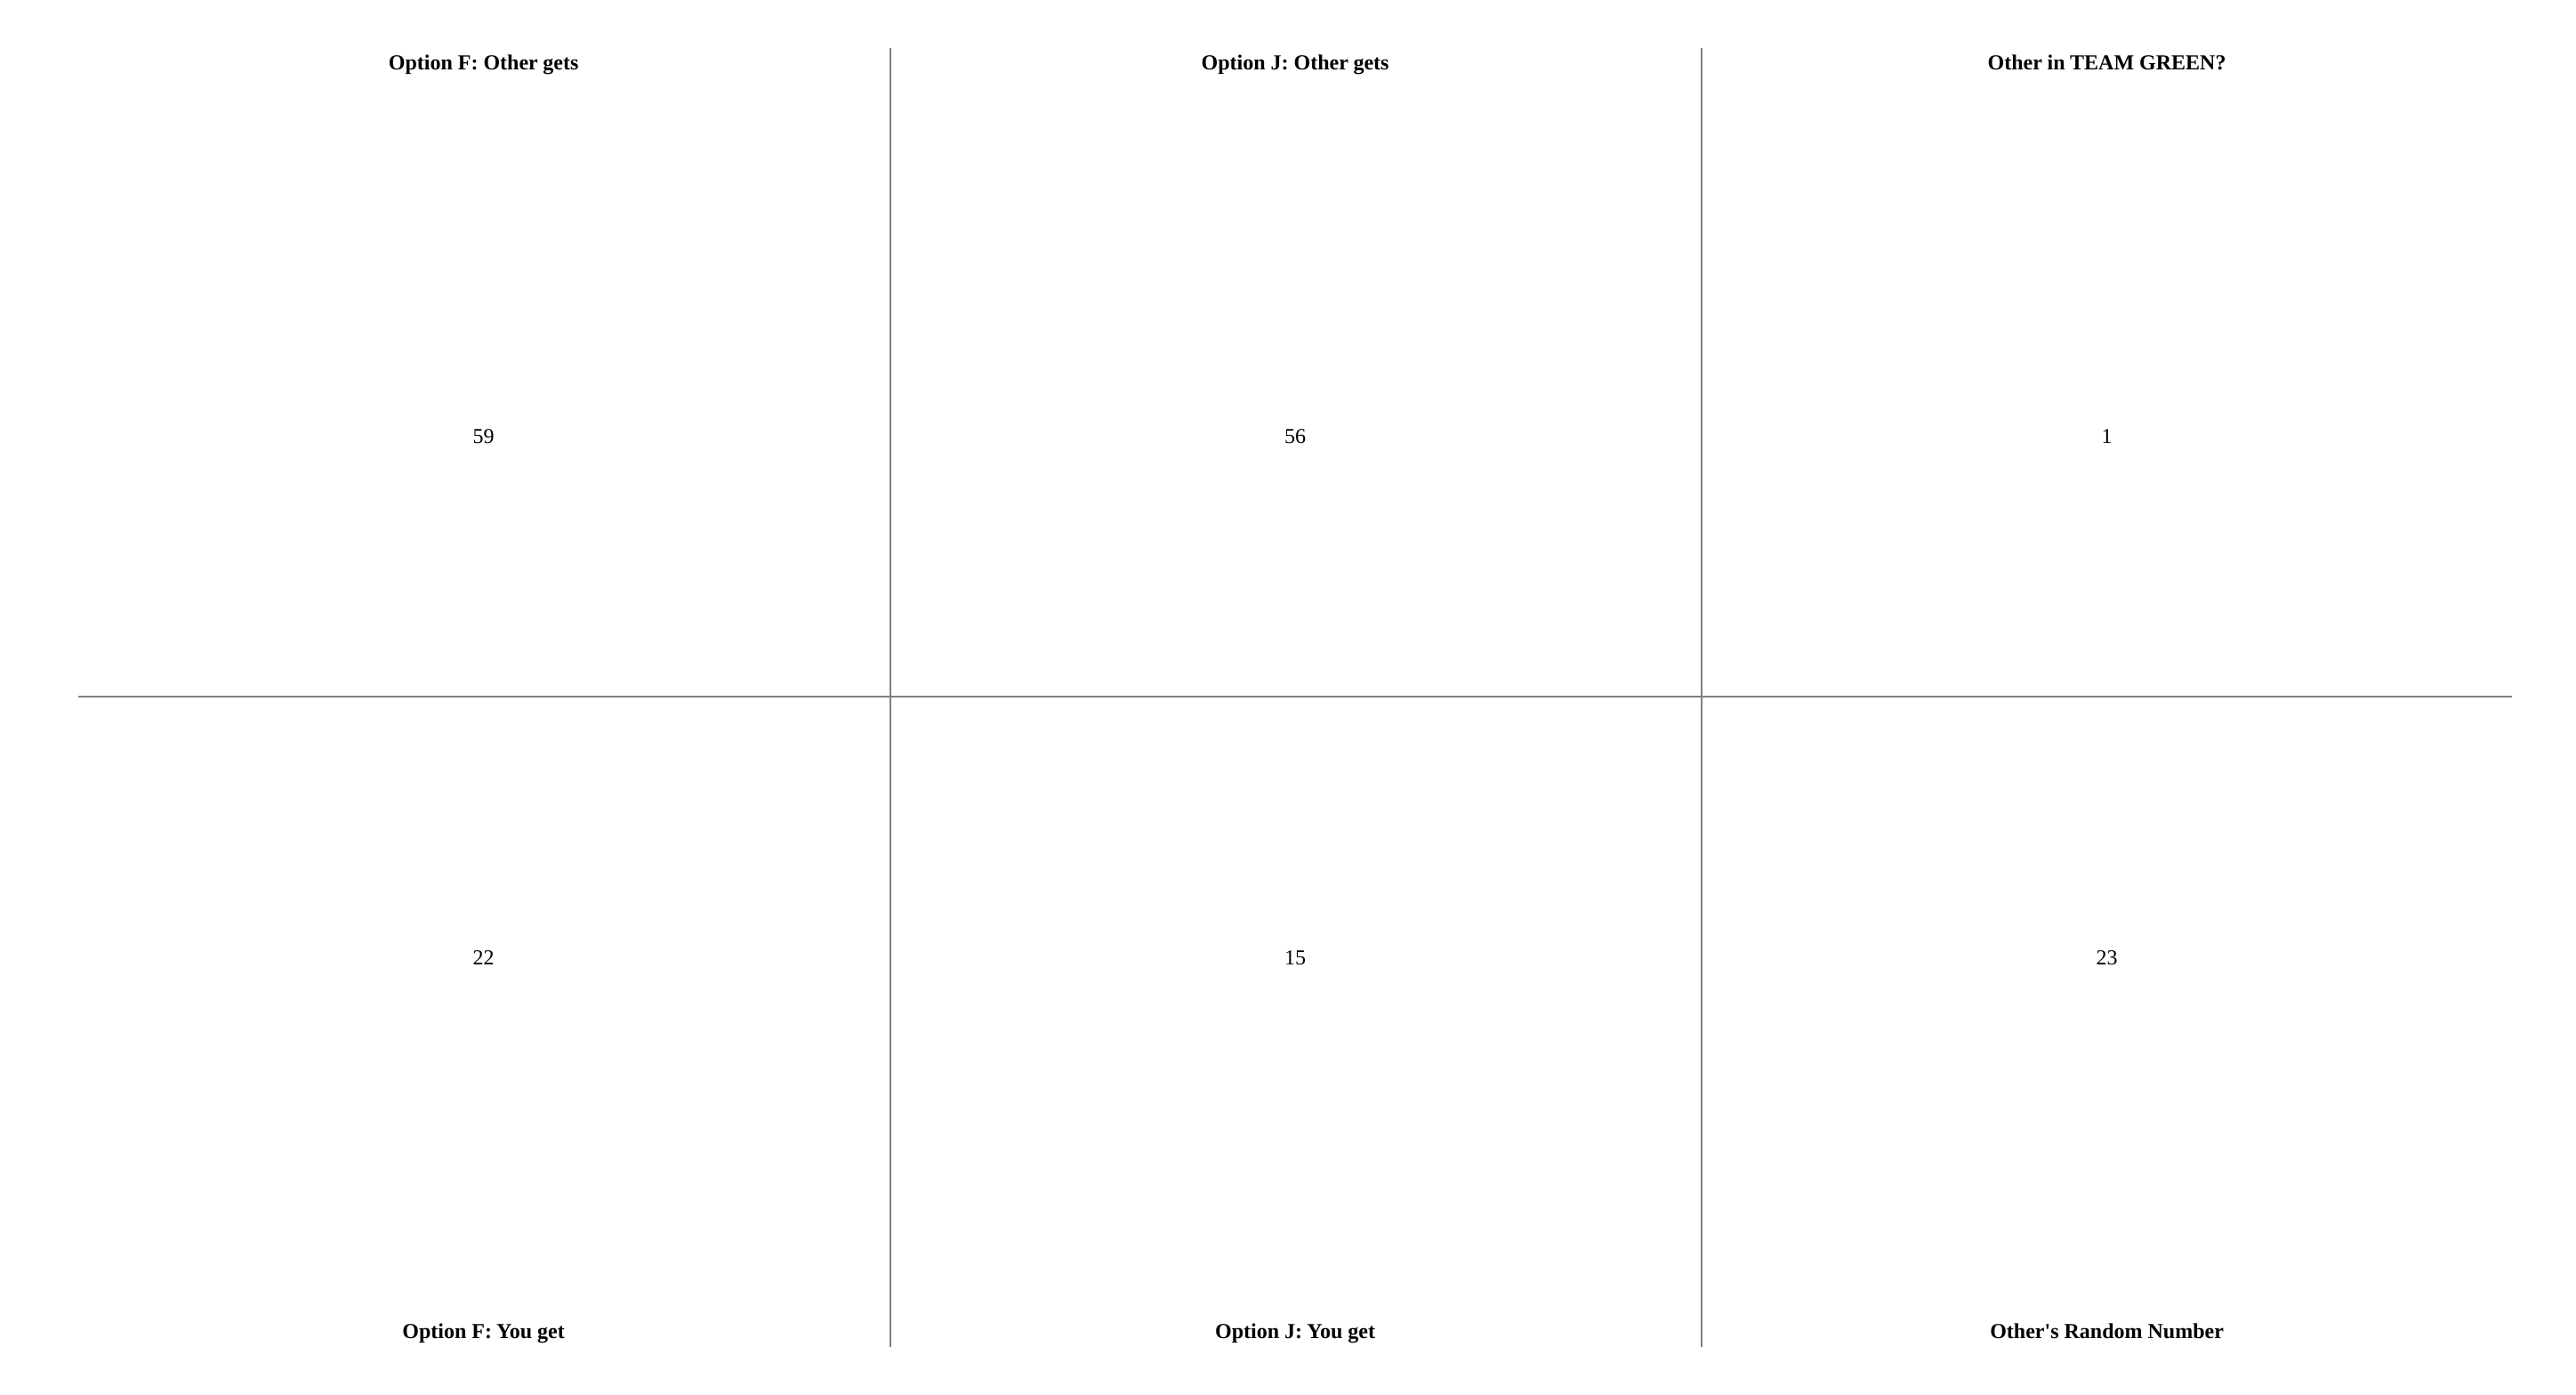 Option F: Other gets
Option J: Other gets
Other in TEAM GREEN?
59
56
1
22
15
23
Option F: You get
Option J: You get
Other's Random Number